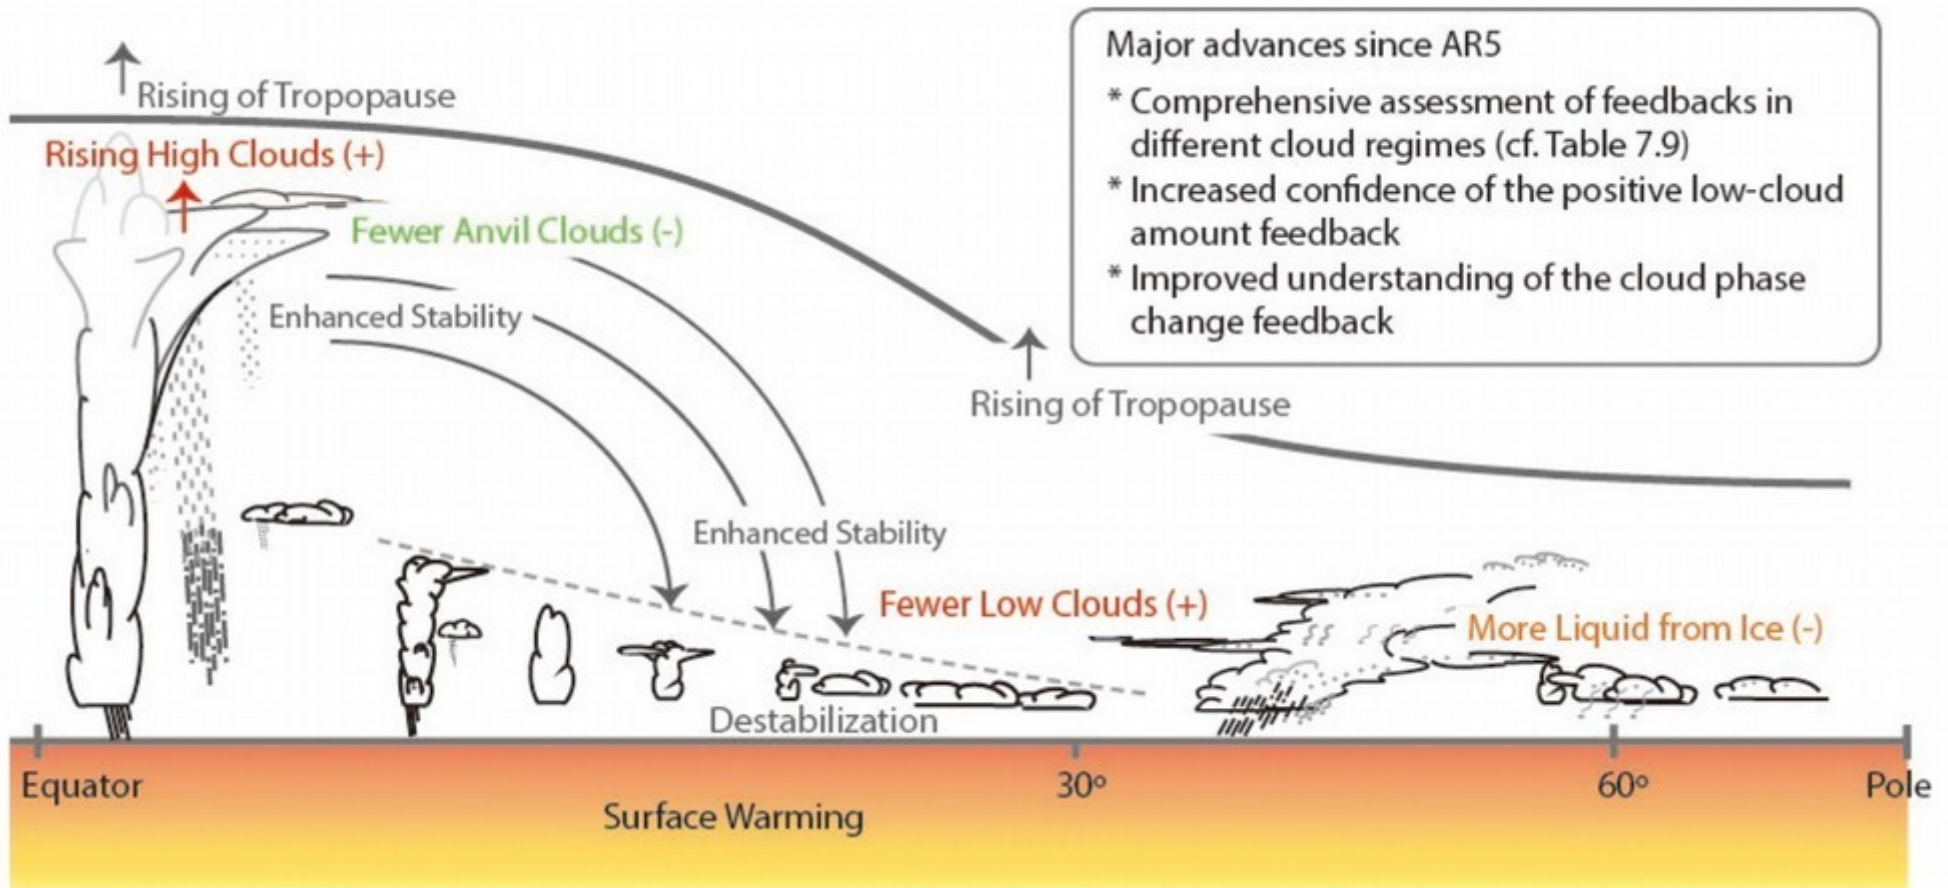 Major advances since AR5
* Comprehensive assessment of feedbacks in
different cloud regimes (cf. Table 7.9)
* Increased confidence of the positive low-cloud
amount feedback
* Improved understanding of the cloud phase
change feedback
Rising of Tropopause
Rising High Clouds (+)
Fewer Anvil Clouds (-)
Enhanced Stability
Rising of Tropopause
Enhanced Stability
Fewer Low Clouds (+)
More Liquid from Ice (-)
Destabilization
Equator
30º
60º
Pole
Surface Warming